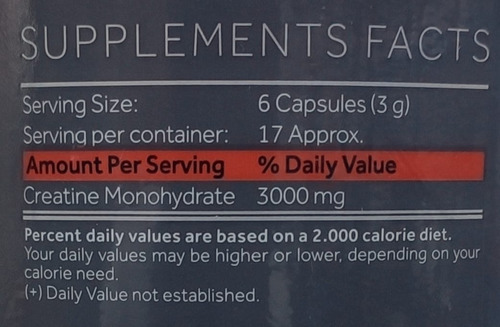 SUPPLEMENTS FACTS
Serving Size: 6 Capsules (3 g)
Serving per container: 17 Approx.
Amount Per Serving % Daily Value
Creatine Monohydrate 3000 mg
Percent daily values are based on a 2.000 calorie diet.
Your daily values may be higher or lower, depending on your
calorie need.
(+) Daily Value not established.